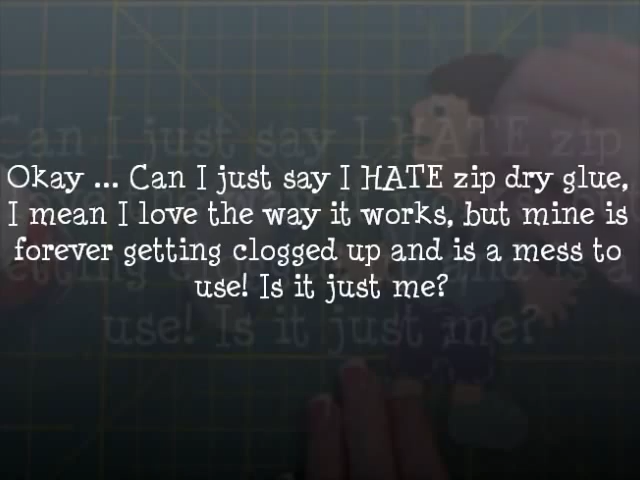 Okay ... Can I just say I HATE zip dry glue,
I mean I love the way it works, but mine is
forever getting clogged up and is a mess to
use! Is it just me?